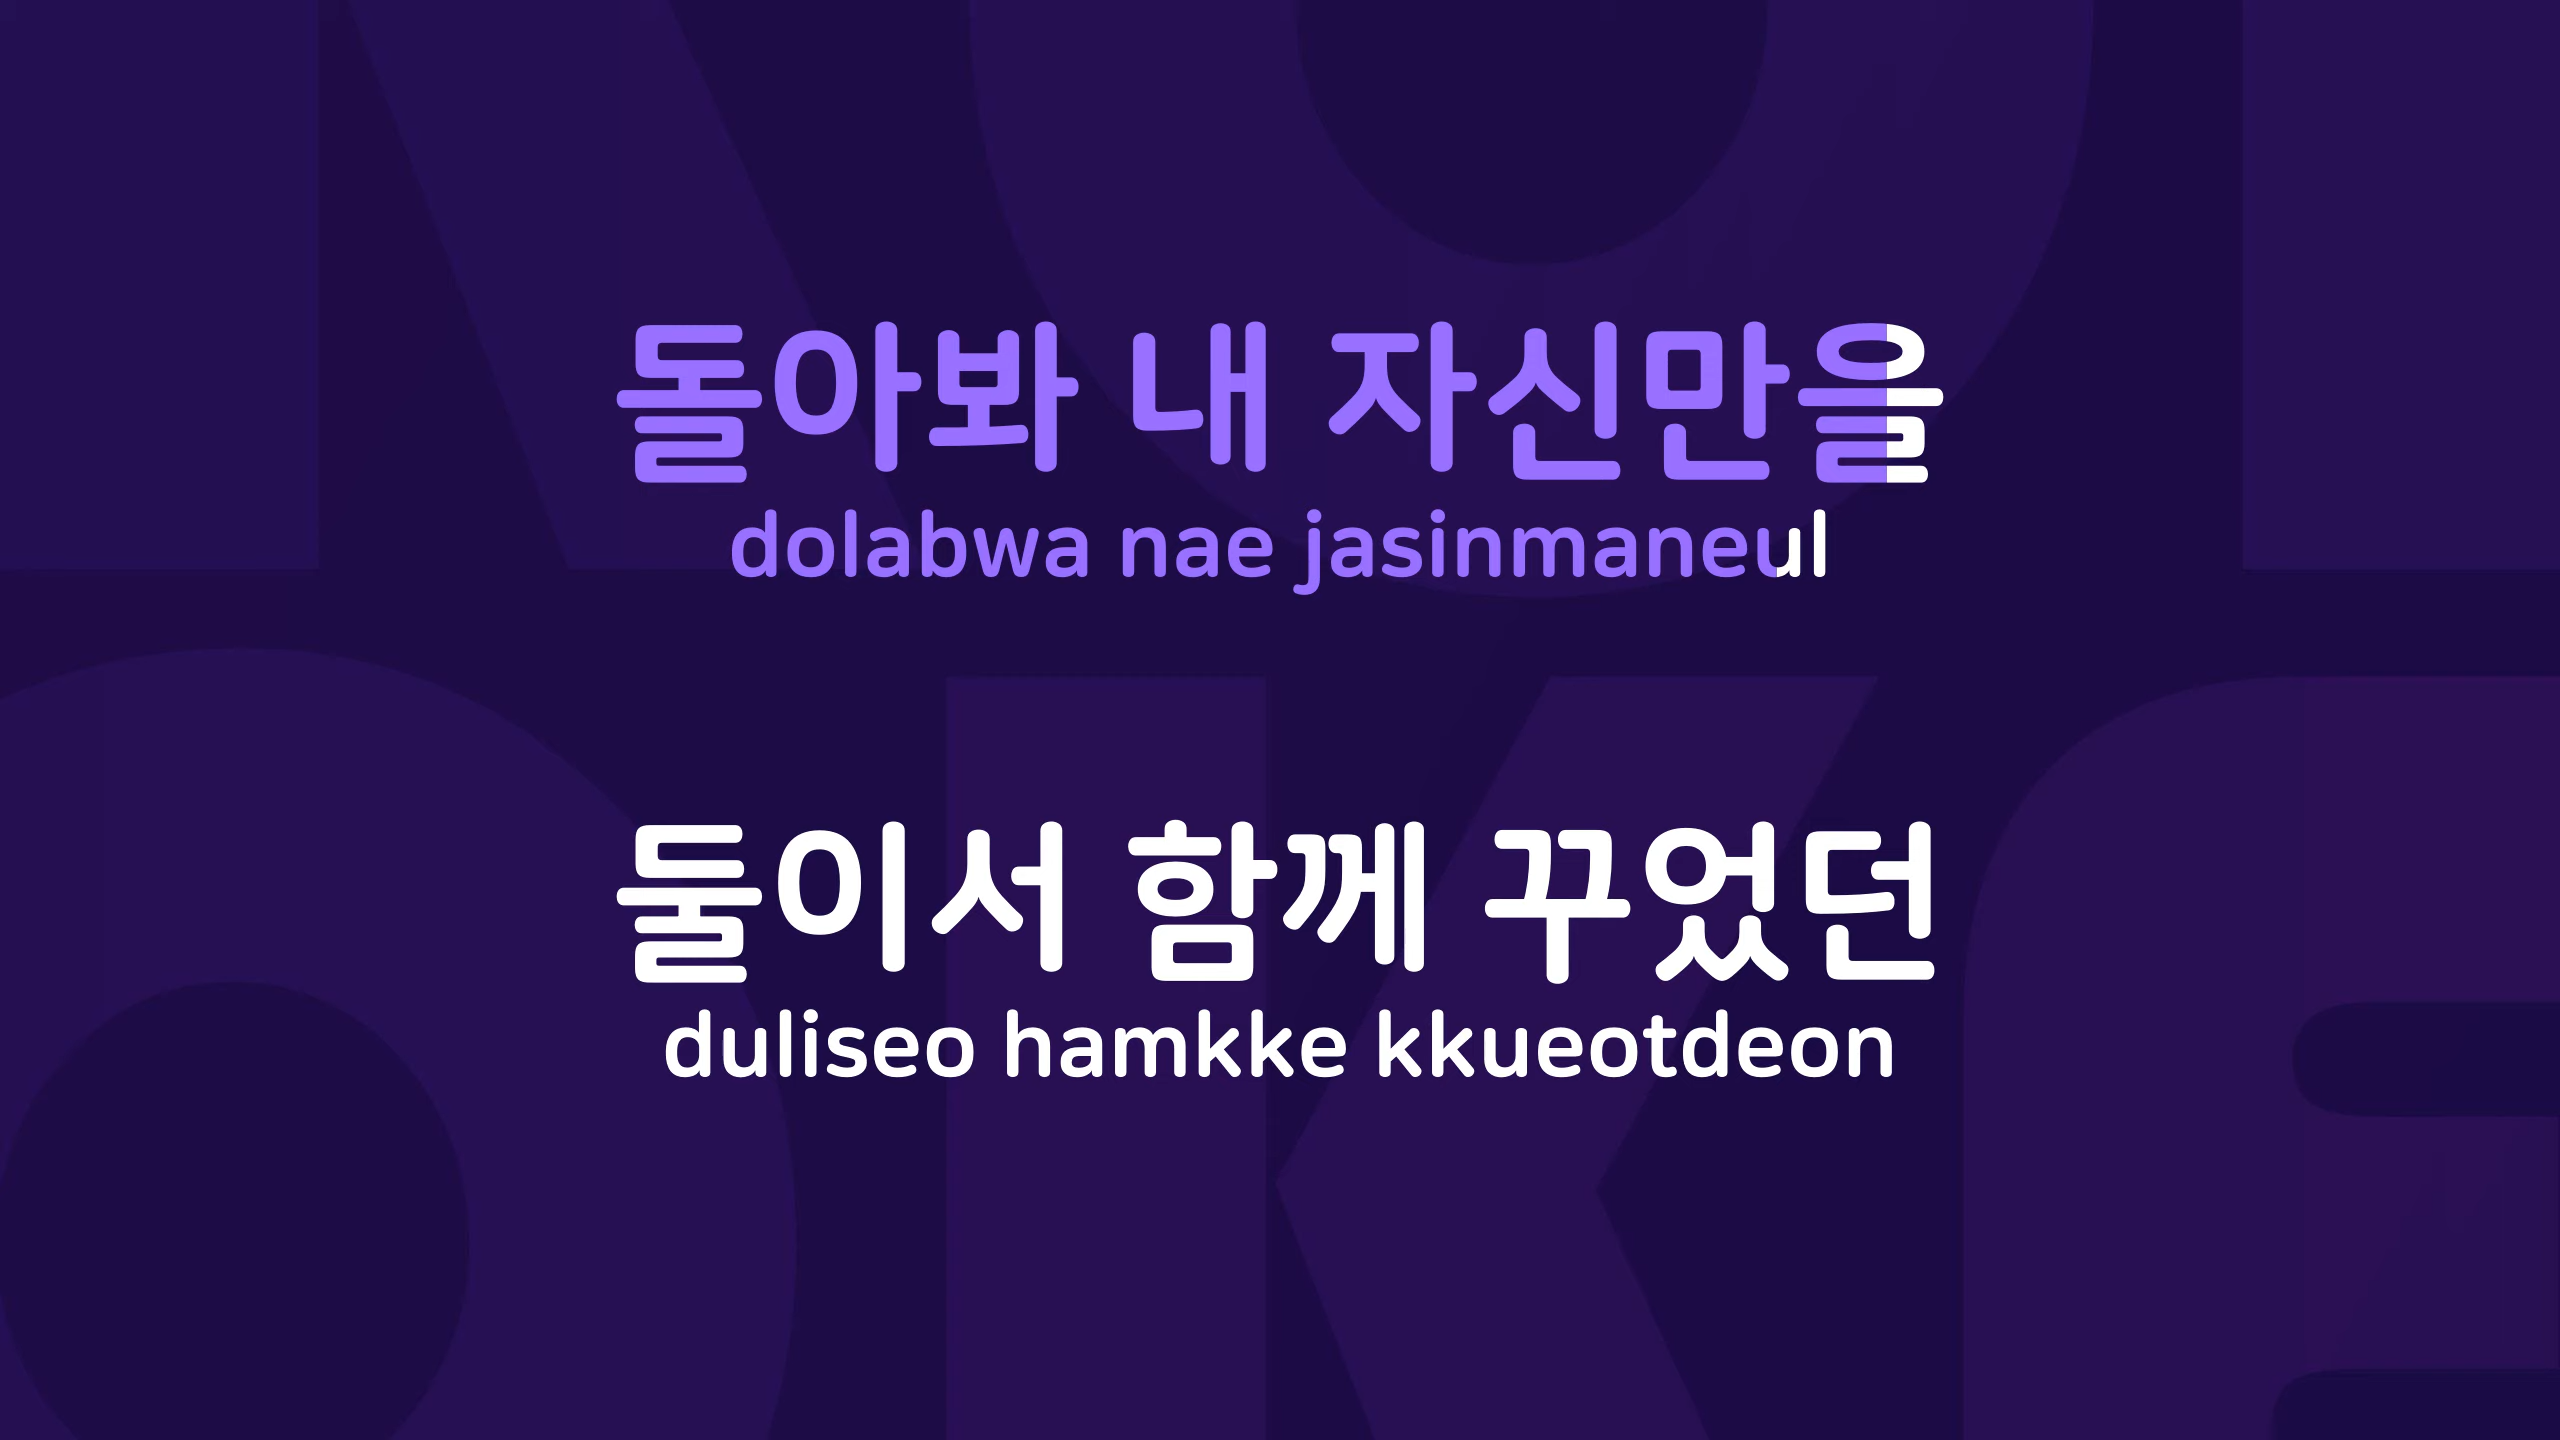 돌아봐 내 자신만을
dolabwa nae jasinmaneul
둘이서 함께 꾸었던
duliseo hamkke kkueotdeon